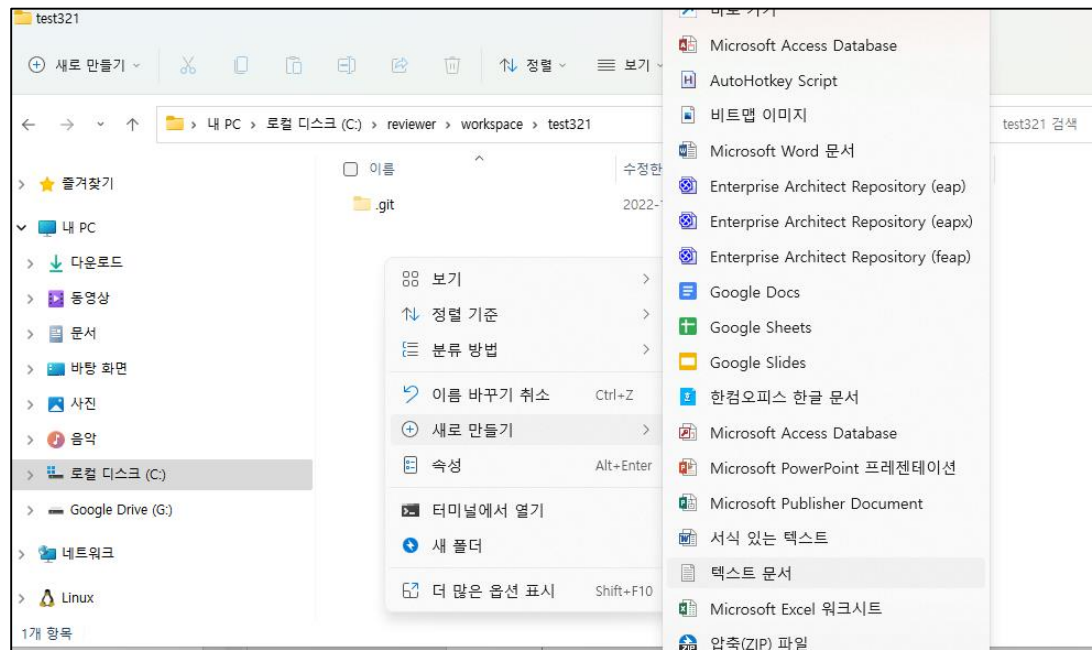 test321
새로 만들기
정렬
보기
내 PC > 로컬 디스크 (C:) > reviewer > workspace > test321
test321 검색
이름
수정한
.git
2022-
즐겨찾기
내 PC
다운로드
동영상
문서
바탕 화면
사진
음악
로컬 디스크 (C:)
Google Drive (G:)
네트워크
Linux
1개 항목
보기
정렬 기준
분류 방법
이름 바꾸기 취소 Ctrl+Z
새로 만들기
속성 Alt+Enter
터미널에서 열기
새 폴더
더 많은 옵션 표시 Shift+F10
바로 가기
Microsoft Access Database
AutoHotkey Script
비트맵 이미지
Microsoft Word 문서
Enterprise Architect Repository (eap)
Enterprise Architect Repository (eapx)
Enterprise Architect Repository (feap)
Google Docs
Google Sheets
Google Slides
한컴오피스 한글 문서
Microsoft Access Database
Microsoft PowerPoint 프레젠테이션
Microsoft Publisher Document
서식 있는 텍스트
텍스트 문서
Microsoft Excel 워크시트
압축(ZIP) 파일